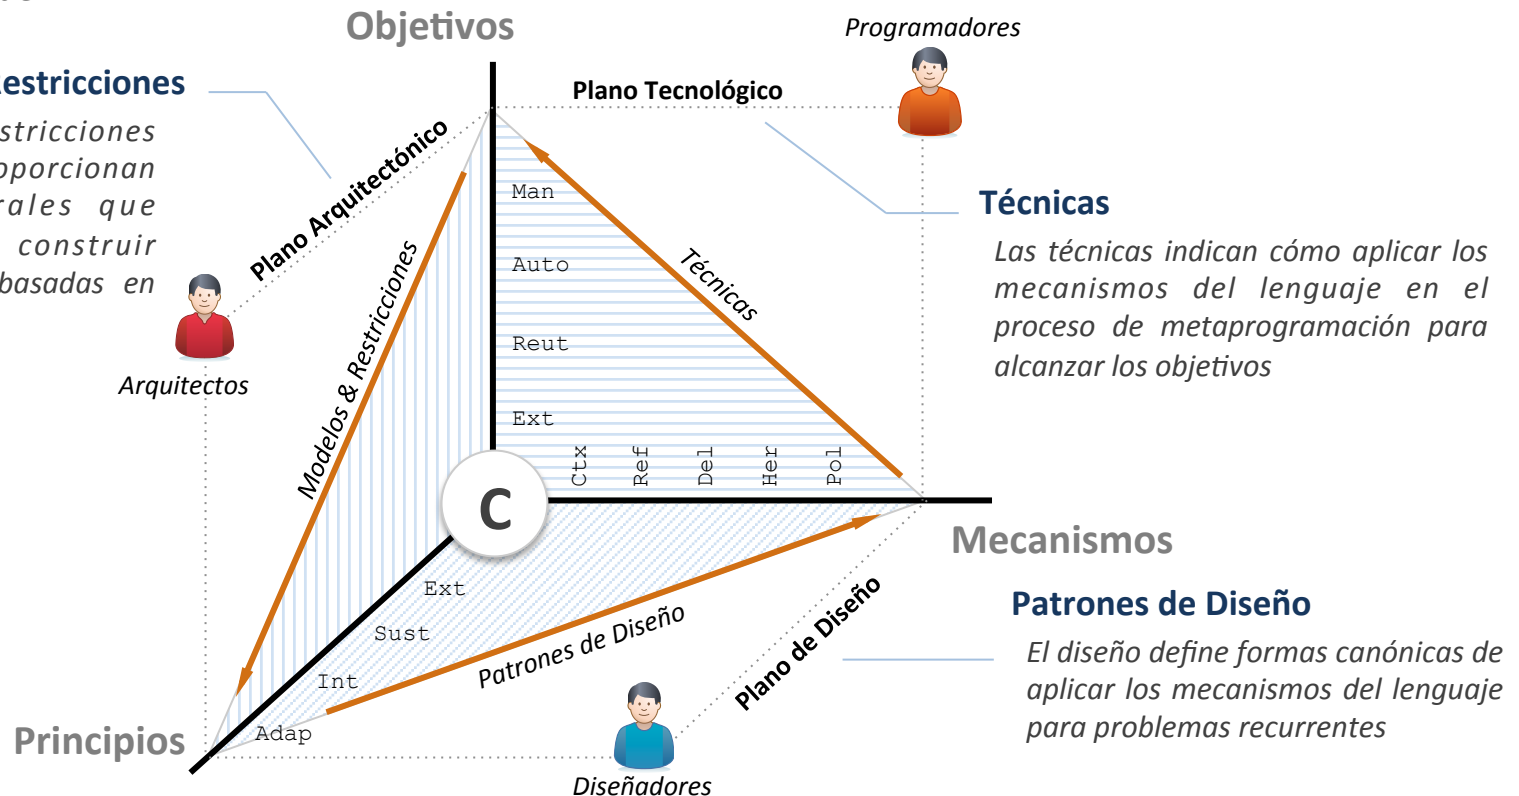 Objetivos
Programadores
Restricciones
Plano Tecnológico
Plano Arquitectónico
construir
basadas en
que
Man
Técnicas
Auto
Técnicas
Las técnicas indican cómo aplicar los
mecanismos del lenguaje en el
proceso de metaprogramación para
alcanzar los objetivos
Modelos & Restricciones
Reut
Arquitectos
Ext
Ctx
Ref
Del
Her
Pol
C
Mecanismos
Ext
Sust
Int
Adap
Patrones de Diseño
Plano de Diseño
Patrones de Diseño
El diseño define formas canónicas de
aplicar los mecanismos del lenguaje
para problemas recurrentes
Principios
Diseñadores